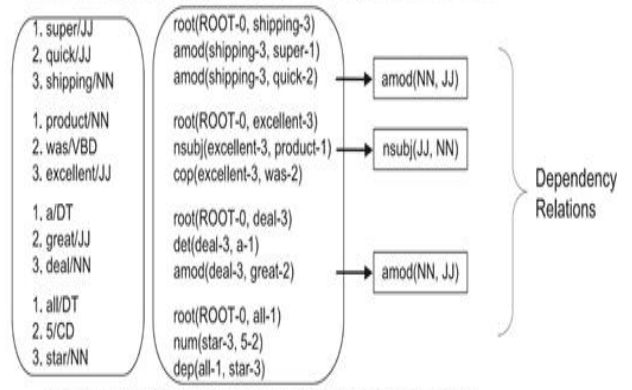 1. super/JJ
2. quick/JJ
3. shipping/NN
1. product/NN
2. was/VBD
3. excellent/JJ
1. a/DT
2. great/JJ
3. deal/NN
1. all/DT
2. 5/CD
3. star/NN
root(ROOT-0, shipping-3)
amod(shipping-3, super-1)
amod(shipping-3, quick-2)
root(ROOT-0, excellent-3)
nsubj(excellent-3, product-1)
cop(excellent-3, was-2)
root(ROOT-0, deal-3)
det(deal-3, a-1)
amod(deal-3, great-2)
root(ROOT-0, all-1)
num(star-3, 5-2)
dep(all-1, star-3)
amod(NN, JJ)
nsubj(JJ, NN)
amod(NN, JJ)
Dependency
Relations